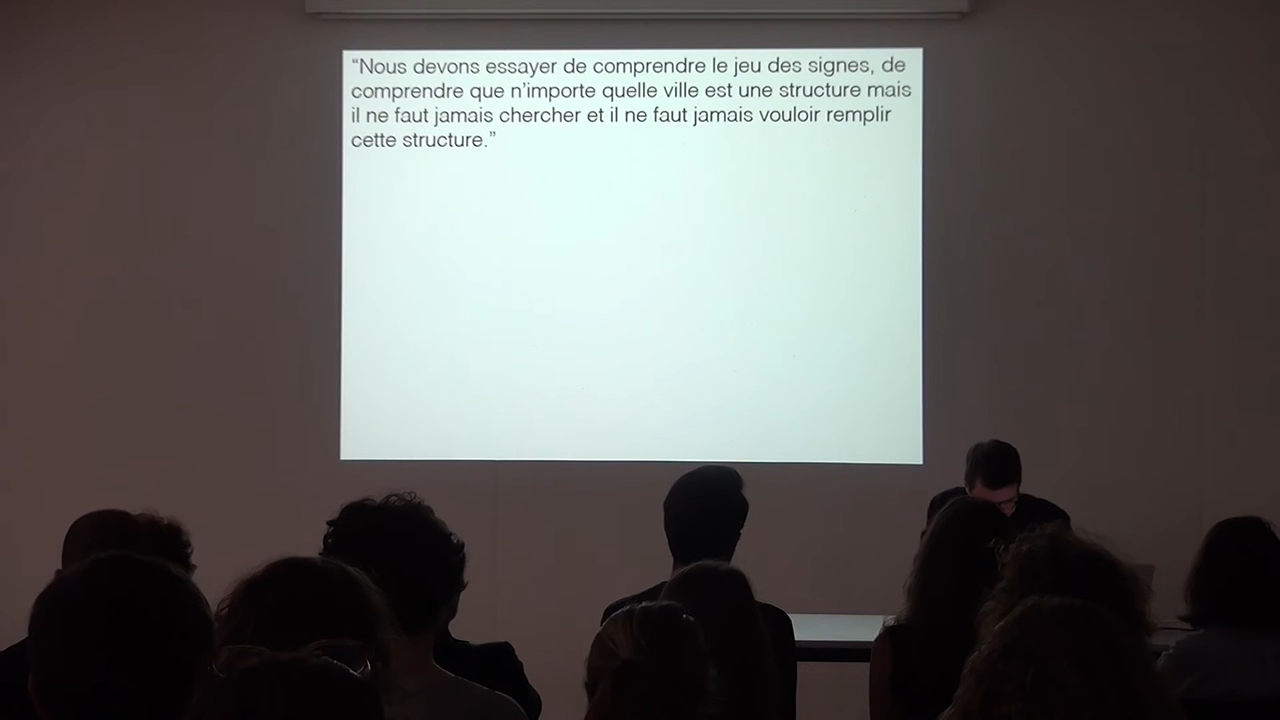 “Nous devons essayer de comprendre le jeu des signes, de
comprendre que n’importe quelle ville est une structure mais
il ne faut jamais chercher et il ne faut jamais vouloir remplir
cette structure.”